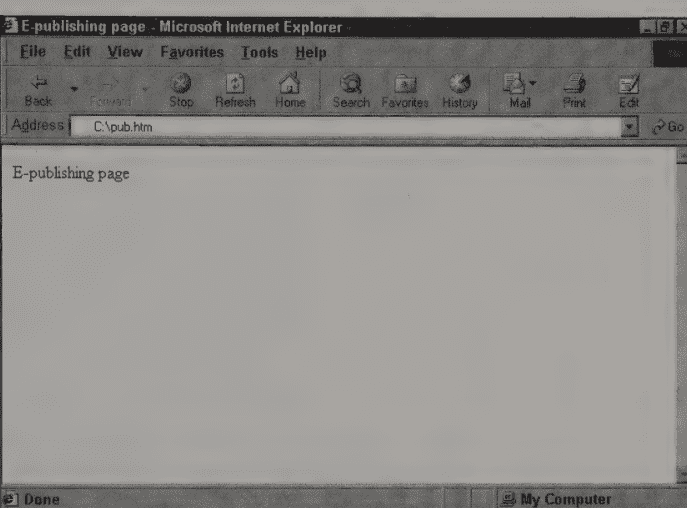 E-publishing page - Microsoft Internet Explorer
File Edit View Favorites Tools Help
Back Forward Stop Refresh Home Search Favorites History Mail Print Edit
Address C:\pub.htm Go
E-publishing page
Done My Computer